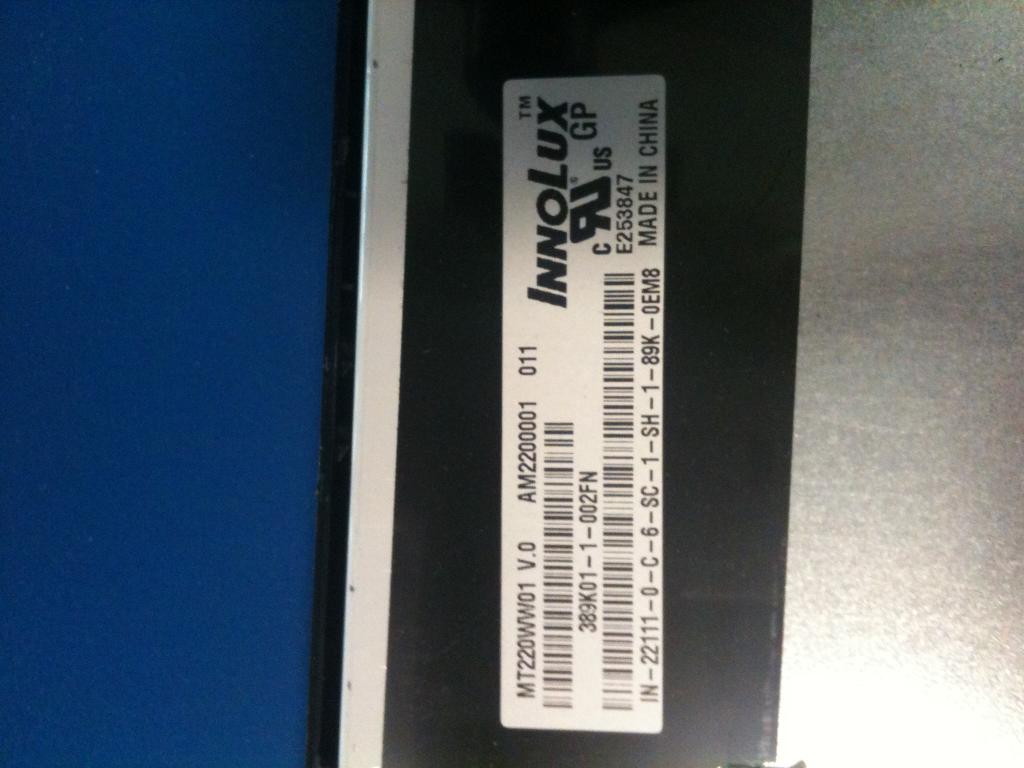 MT220WW01 V.0 AM2200001 011
389K01-1-002FN
IN-22111-0-C-6-SC-1-SH-1-89K-0EM8
INNOLUX™
C US GP
E253847
MADE IN CHINA